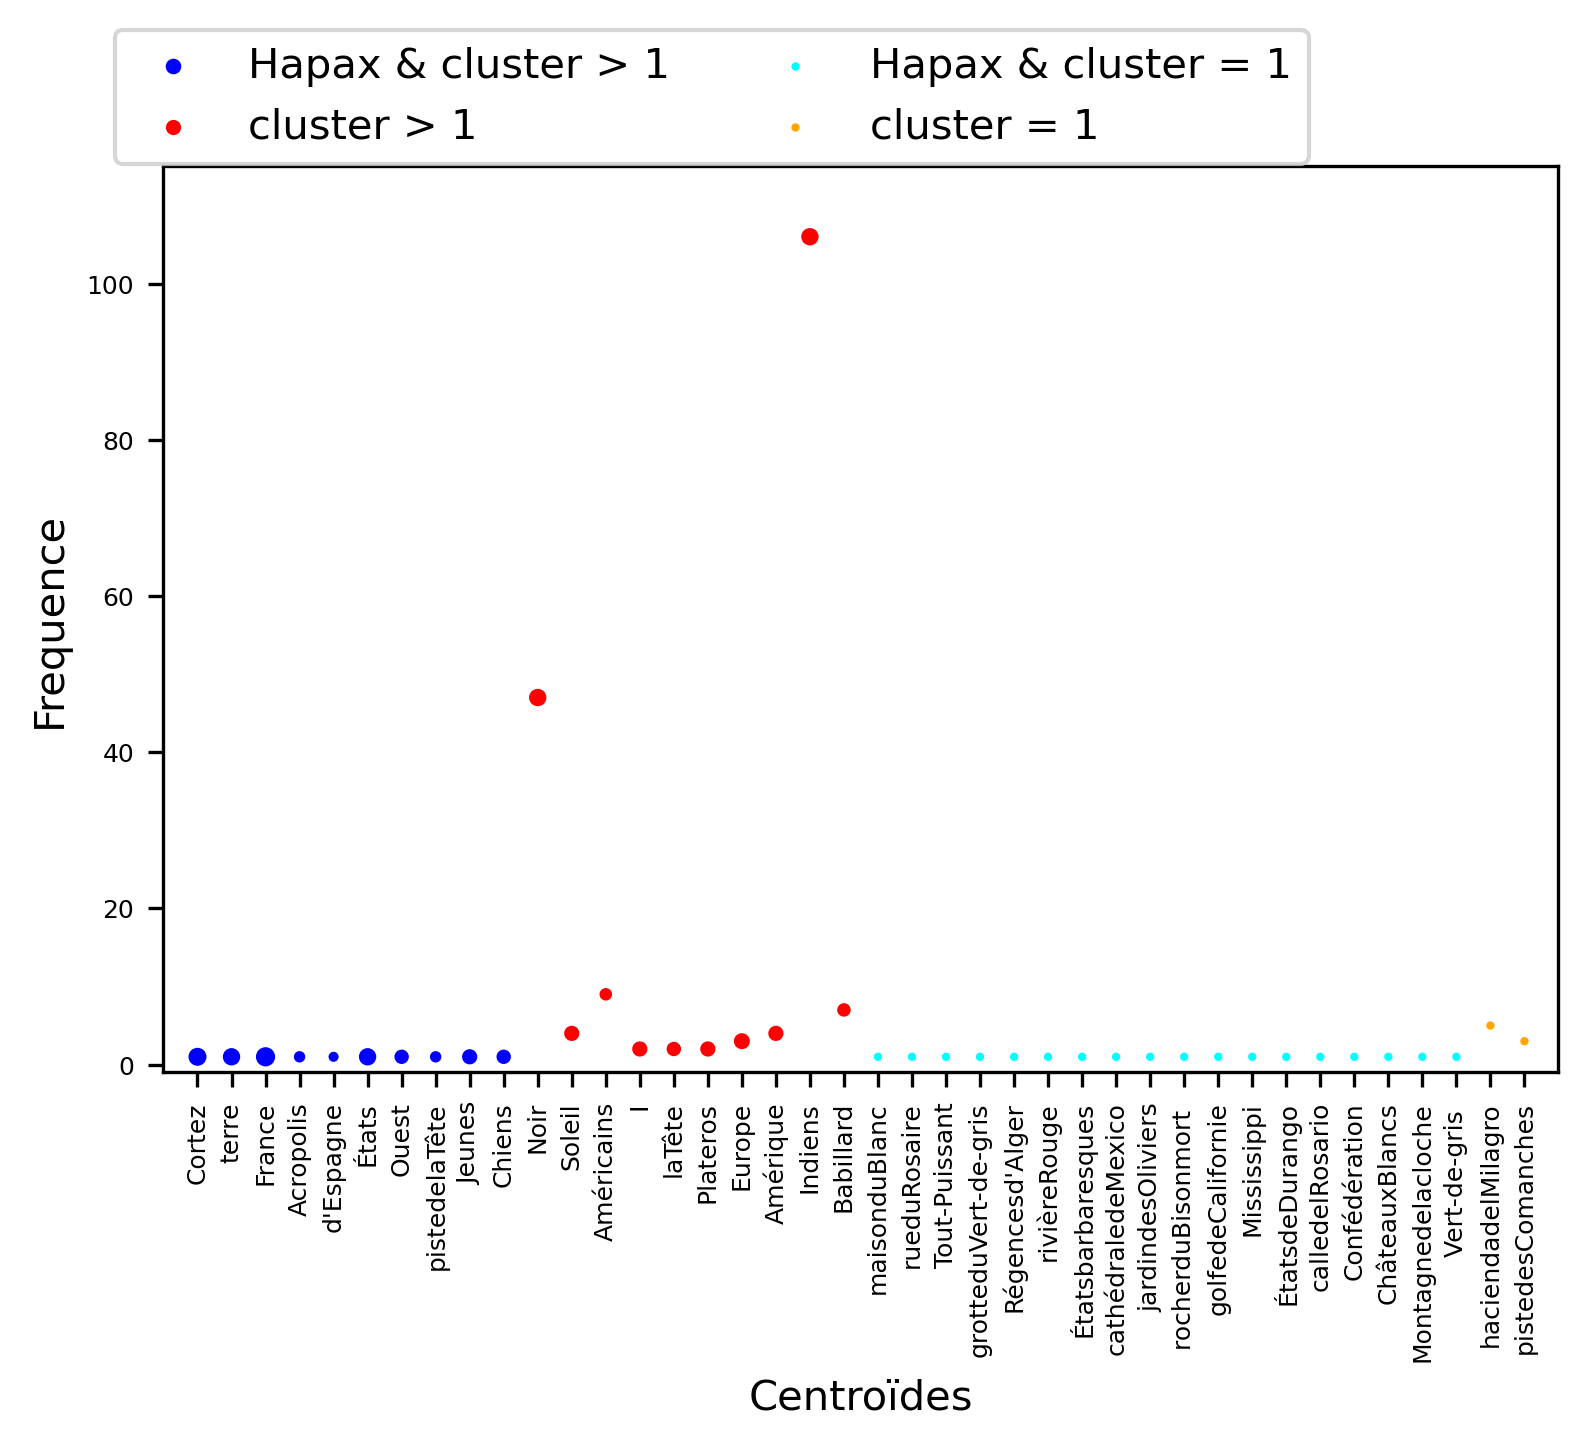 Hapax & cluster > 1
cluster > 1
Hapax & cluster = 1
cluster = 1
Frequence
100
80
60
40
20
0
Cortez
terre
France
Acropolis
d'Espagne
États
Ouest
pistedelaTête
Jeunes
Chiens
Noir
Soleil
Américains
l
laTête
Plateros
Europe
Amérique
Indiens
Babillard
maisonduBlanc
rueduRosaire
Tout-Puissant
grotteduVert-de-gris
Régencesd'Alger
rivièreRouge
Étatsbarbaresques
cathédraledeMexico
jardindesOliviers
rocherduBisonmort
golfedeCalifornie
Mississippi
ÉtatsdeDurango
calledelRosario
Confédération
ChâteauxBlancs
Montagnedelacloche
Vert-de-gris
haciendadelMilagro
pistedesComanches
Centroïdes